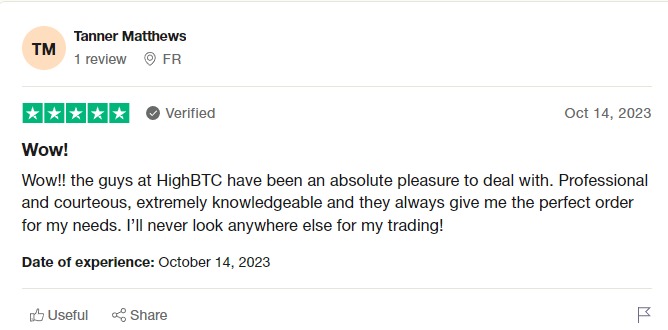 TM
Tanner Matthews
1 review FR
Verified Oct 14, 2023
Wow!
Wow!! the guys at HighBTC have been an absolute pleasure to deal with. Professional
and courteous, extremely knowledgeable and they always give me the perfect order
for my needs. I’ll never look anywhere else for my trading!
Date of experience: October 14, 2023
Useful Share